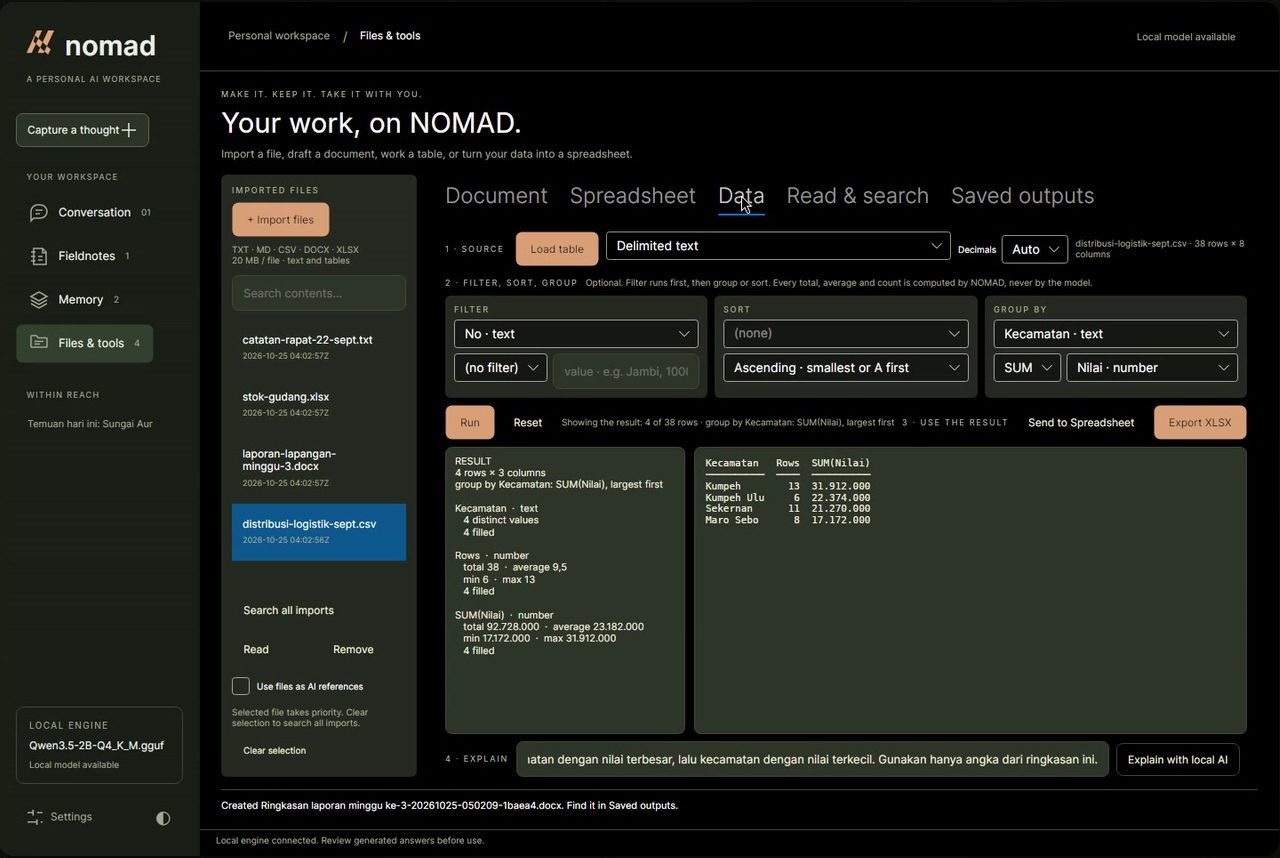 nomad
A PERSONAL AI WORKSPACE
Capture a thought
YOUR WORKSPACE
Conversation 01
Fieldnotes 1
Memory 2
Files & tools 4
WITHIN REACH
Temuan hari ini: Sungai Aur
LOCAL ENGINE
Qwen3.5-2B-Q4_K_M.gguf
Local model available
Settings
Personal workspace / Files & tools
Local model available
MAKE IT. KEEP IT. TAKE IT WITH YOU.
Your work, on NOMAD.
Import a file, draft a document, work a table, or turn your data into a spreadsheet.
IMPORTED FILES
+ Import files
TXT · MD · CSV · DOCX · XLSX
20 MB / file · text and tables
Search contents...
catatan-rapat-22-sept.txt
2026-10-25 04:02:57Z
stok-gudang.xlsx
2026-10-25 04:02:57Z
laporan-lapangan-
minggu-3.docx
2026-10-25 04:02:57Z
distribusi-logistik-sept.csv
2026-10-25 04:02:56Z
Search all imports
Read Remove
Use files as AI references
Selected file takes priority. Clear
selection to search all imports.
Clear selection
Document Spreadsheet Data Read & search Saved outputs
1 · SOURCE Load table Delimited text Decimals Auto
distribusi-logistik-sept.csv · 38 rows × 8
columns
2 · FILTER, SORT, GROUP Optional. Filter runs first, then group or sort. Every total, average and count is computed by NOMAD, never by the model.
FILTER
No · text
(no filter) value · e.g. Jambi, 100
SORT
(none)
Ascending · smallest or A first
GROUP BY
Kecamatan · text
SUM Nilai · number
Run Reset Showing the result: 4 of 38 rows · group by Kecamatan: SUM(Nilai), largest first 3 · USE THE RESULT Send to Spreadsheet Export XLSX
RESULT
4 rows × 3 columns
group by Kecamatan: SUM(Nilai), largest first
Kecamatan · text
4 distinct values
4 filled
Rows · number
total 38 · average 9,5
min 6 · max 13
4 filled
SUM(Nilai) · number
total 92.728.000 · average 23.182.000
min 17.172.000 · max 31.912.000
4 filled
Kecamatan Rows SUM(Nilai)
Kumpeh 13 31.912.000
Kumpeh Ulu 6 22.374.000
Sekernan 11 21.270.000
Maro Sebo 8 17.172.000
4 · EXPLAIN atan dengan nilai terbesar, lalu kecamatan dengan nilai terkecil. Gunakan hanya angka dari ringkasan ini. Explain with local AI
Created Ringkasan laporan minggu ke-3-20261025-050209-1baea4.docx. Find it in Saved outputs.
Local engine connected. Review generated answers before use.